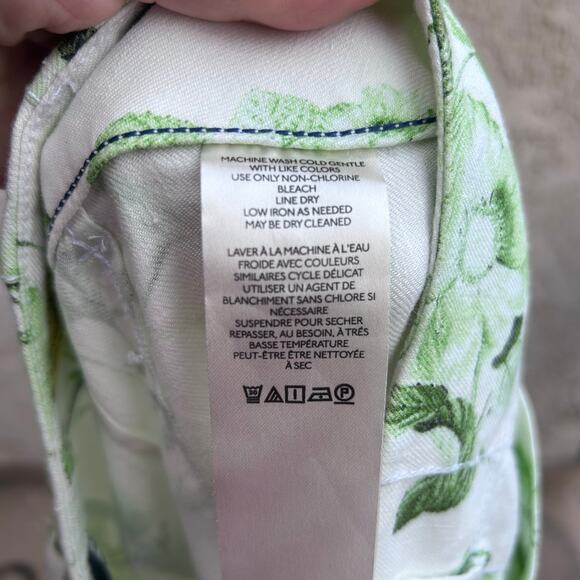 MACHINE WASH COLD GENTLE
WITH LIKE COLORS
USE ONLY NON-CHLORINE
BLEACH
LINE DRY
LOW IRON AS NEEDED
MAY BE DRY CLEANED
LAVER À LA MACHINE À L'EAU
FROIDE AVEC COULEURS
SIMILAIRES CYCLE DÉLICAT
UTILISER UN AGENT DE
BLANCHIMENT SANS CHLORE SI
NÉCESSAIRE
SUSPENDRE POUR SECHER
REPASSER, AU BESOIN, À TRÉS
BASSE TEMPÉRATURE
PEUT-ÊTRE ÊTRE NETTOYÉE
À SEC
30
P